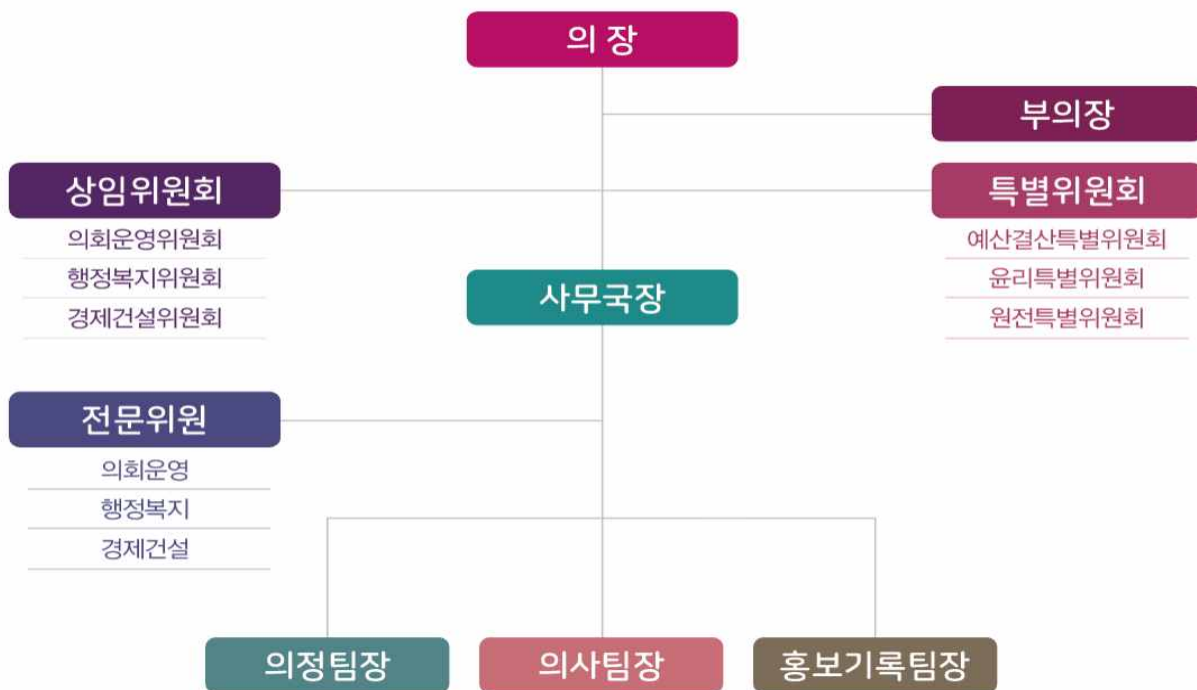 의 장
부의장
상임위원회
의회운영위원회
행정복지위원회
경제건설위원회
특별위원회
예산결산특별위원회
윤리특별위원회
원전특별위원회
사무국장
전문위원
의회운영
행정복지
경제건설
의정팀장
의사팀장
홍보기록팀장